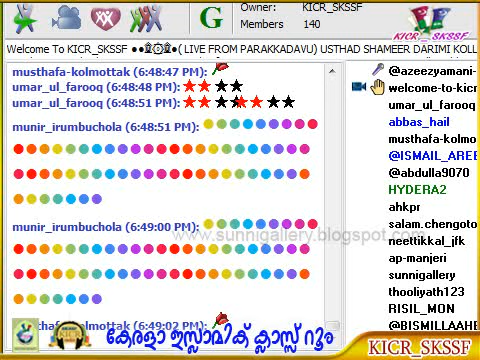 Owner: KICR_SKSSF
Members 140
KICR_SKSSF
Welcome To KICR_SKSSF ●●۩۞۩●( LIVE FROM PARAKKADAVU) USTHAD SHAMEER DARIMI KOLL
musthafa-kolmottak (6:48:47 PM):
umar_ul_farooq (6:48:48 PM): ★★★★
umar_ul_farooq (6:48:51 PM):
munir_irumbuchola (6:48:51 PM):
munir_irumbuchola (6:49:00 PM):
kolmottak (6:49:02 PM):
www.sunnigallery.blogspot.com
@azeezyamani-
welcome-to-kicr
umar_ul_farooq
abbas_hail
musthafa-kolmo
@ISMAIL_AREE
@abdulla9070
HYDERA2
ahkpr
salam.chengoto
neettikkal_jfk
ap-manjeri
sunnigallery
thooliyath123
RISIL_MON
@BISMILLAAHE
KICR
കേരളാ ഇസ്ലാമിക് ക്ലാസ്സ് റൂം
KICR_SKSSF